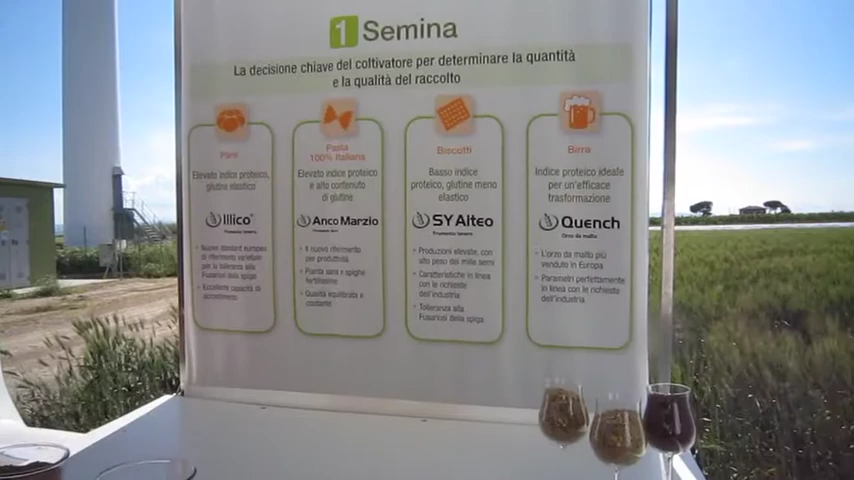 1 Semina
La decisione chiave del coltivatore per determinare la quantità
e la qualità del raccolto
Pani
Elevato indice proteico,
glutine elastico
Illico
Frumento tenero
Nuovo standard europeo
di riferimento
varietale per la
tolleranza alla
Fusariosi della spiga
Eccellente capacità di
accestimento
Pasta
100% Italiana
Elevato indice proteico
e alto contenuto
di glutine
Anco Marzio
Il nuovo riferimento
per produttività
Pianta sana e spighe
fertilissime
Qualità equilibrata e
costante
Biscotti
Basso indice
proteico, glutine meno
elastico
SY Alteo
Frumento tenero
Produzioni elevate, con
alto peso dei mille semi
Caratteristiche in linea
con le richieste
dell'industria
Tolleranza alla
Fusariosi della spiga
Birra
Indice proteico ideale
per un'efficace
trasformazione
Quench
Orzo da malto
L'orzo da malto più
venduto in Europa
Parametri perfettamente
in linea con le richieste
dell'industria